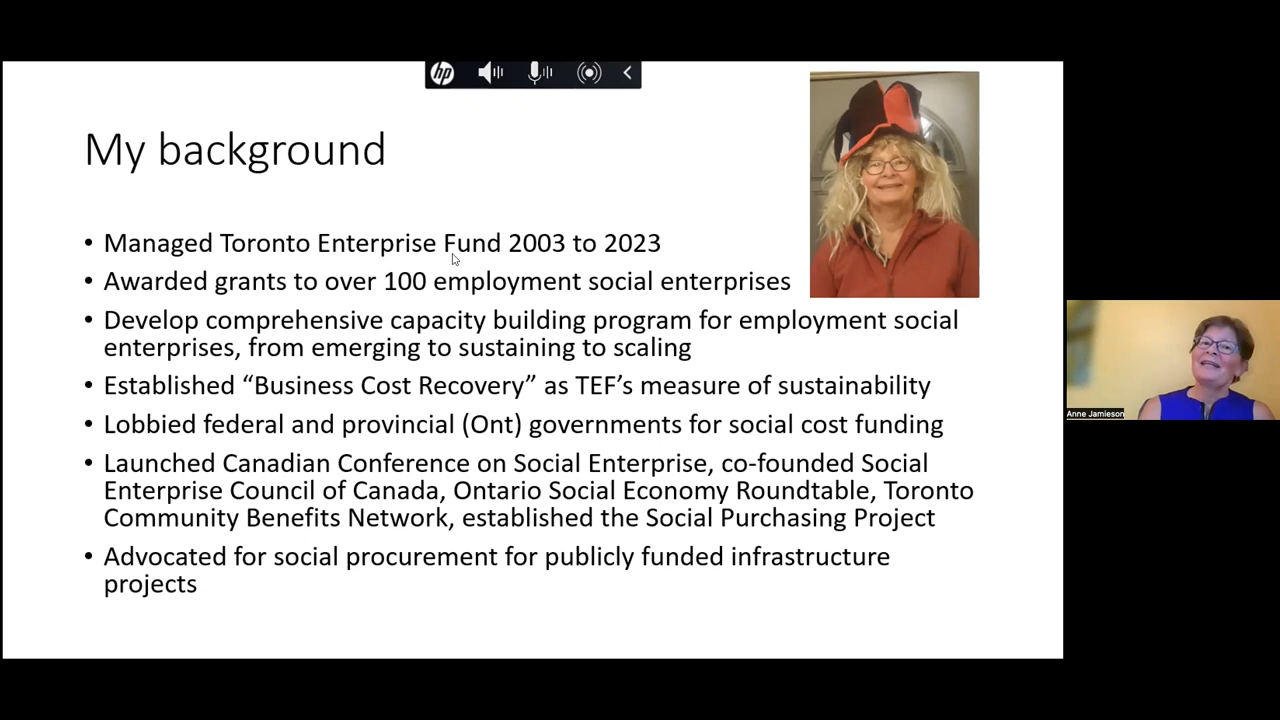 hp
My background
• Managed Toronto Enterprise Fund 2003 to 2023
• Awarded grants to over 100 employment social enterprises
• Develop comprehensive capacity building program for employment social
enterprises, from emerging to sustaining to scaling
• Established “Business Cost Recovery” as TEF’s measure of sustainability
• Lobbied federal and provincial (Ont) governments for social cost funding
• Launched Canadian Conference on Social Enterprise, co-founded Social
Enterprise Council of Canada, Ontario Social Economy Roundtable, Toronto
Community Benefits Network, established the Social Purchasing Project
• Advocated for social procurement for publicly funded infrastructure
projects
Anne Jamieson